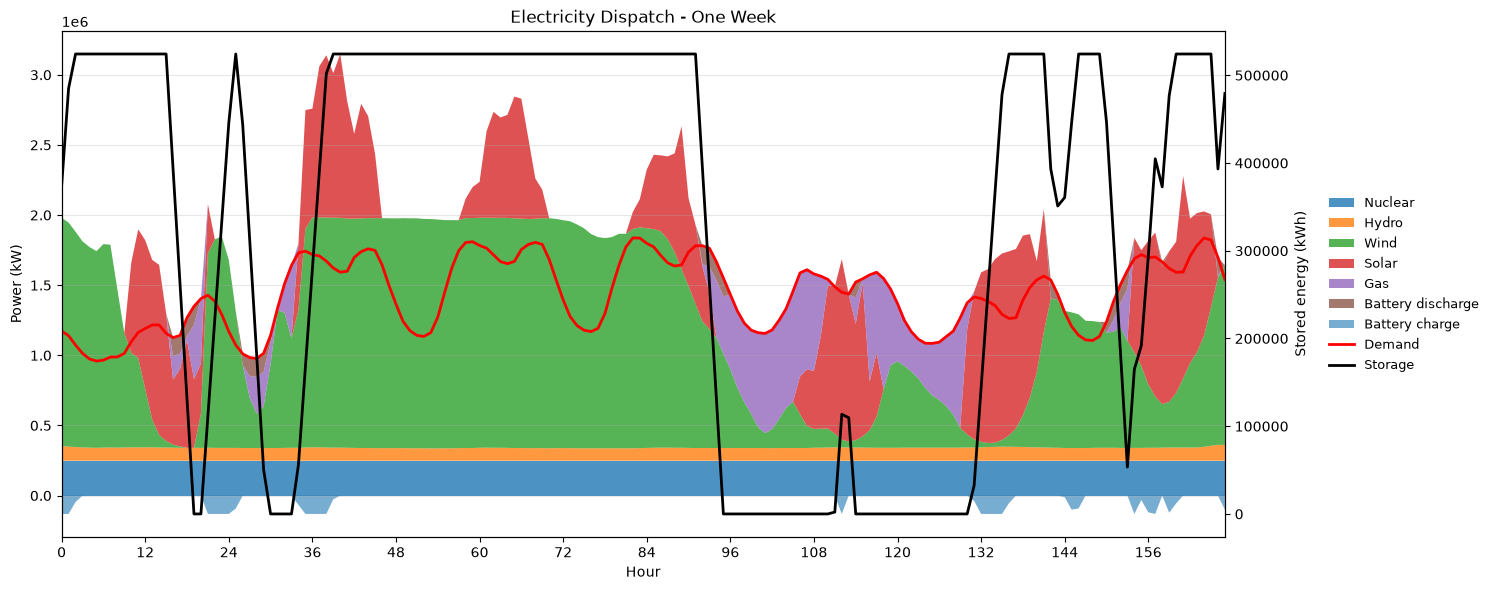 Electricity Dispatch - One Week
1e6
3.0
2.5
2.0
1.5
1.0
0.5
0.0
Power (kW)
0 12 24 36 48 60 72 84 96 108 120 132 144 156
Hour
500000
400000
300000
200000
100000
0
Stored energy (kWh)
Nuclear
Hydro
Wind
Solar
Gas
Battery discharge
Battery charge
Demand
Storage